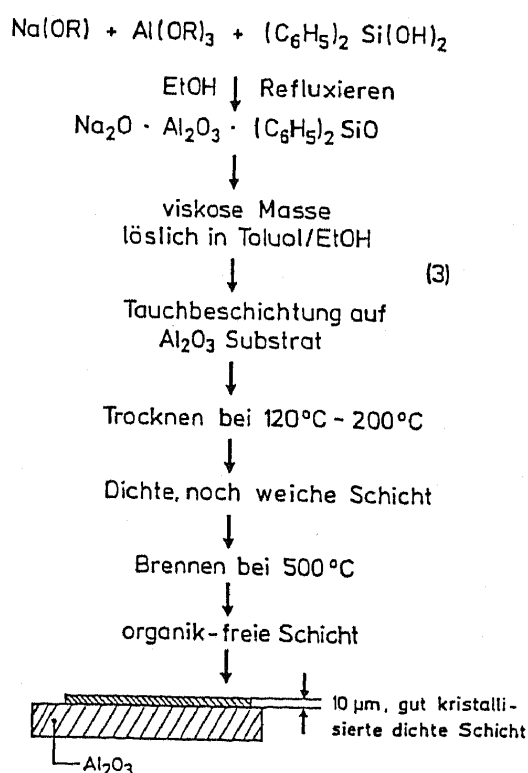 Na(OR) + Al(OR)₃ + (C₆H₅)₂ Si(OH)₂
EtOH Refluxieren
Na₂O · Al₂O₃ · (C₆H₅)₂ SiO
viskose Masse
löslich in Toluol/EtOH
(3)
Tauchbeschichtung auf
Al₂O₃ Substrat
Trocknen bei 120°C - 200°C
Dichte, noch weiche Schicht
Brennen bei 500°C
organik-freie Schicht
10 µm, gut kristalli-
sierte dichte Schicht
Al₂O₃